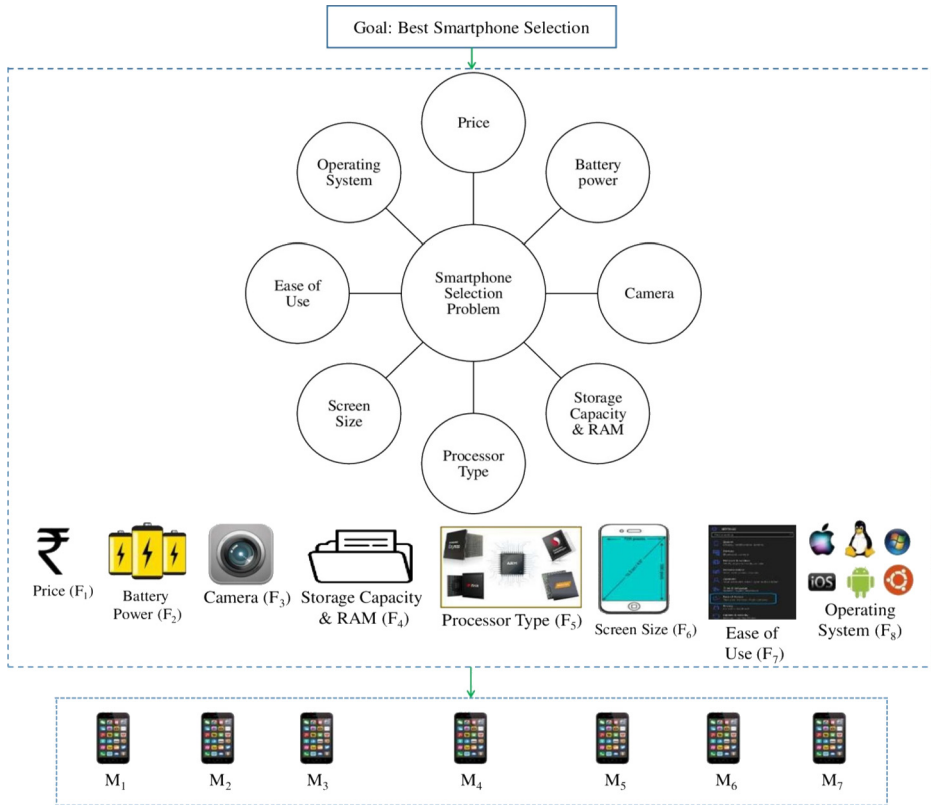 Goal: Best Smartphone Selection
Price
Operating
System
Battery
power
Ease of
Use
Smartphone
Selection
Problem
Camera
Screen
Size
Storage
Capacity
& RAM
Processor
Type
₹
Price (F₁)
Battery
Power (F₂)
Camera (F₃)
Storage Capacity
& RAM (F₄)
Processor Type (F₅)
Screen Size (F₆)
Ease of
Use (F₇)
iOS
Operating
System (F₈)
M₁
M₂
M₃
M₄
M₅
M₆
M₇